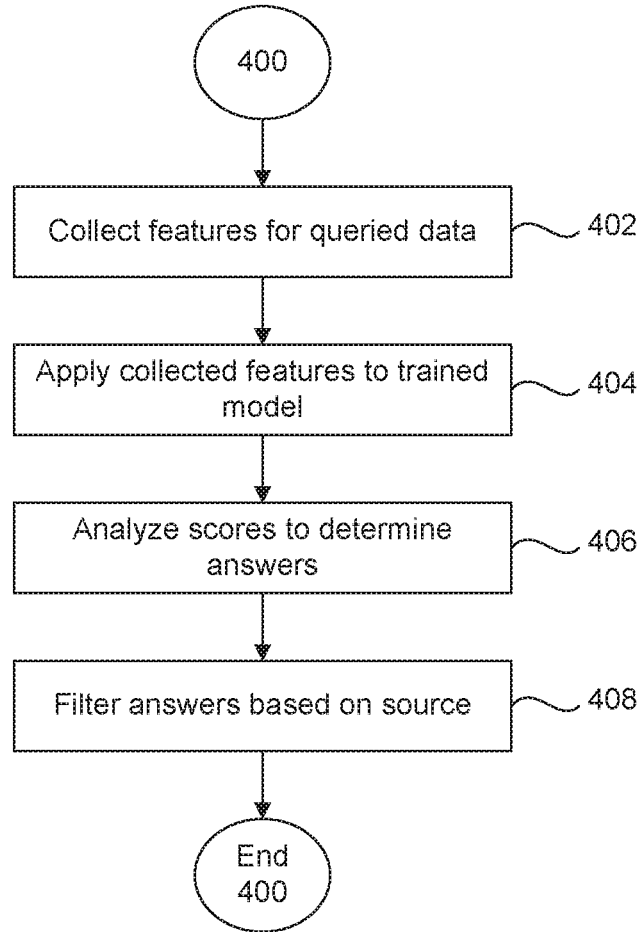 400
Collect features for queried data
402
Apply collected features to trained
model
404
Analyze scores to determine
answers
406
Filter answers based on source
408
End
400